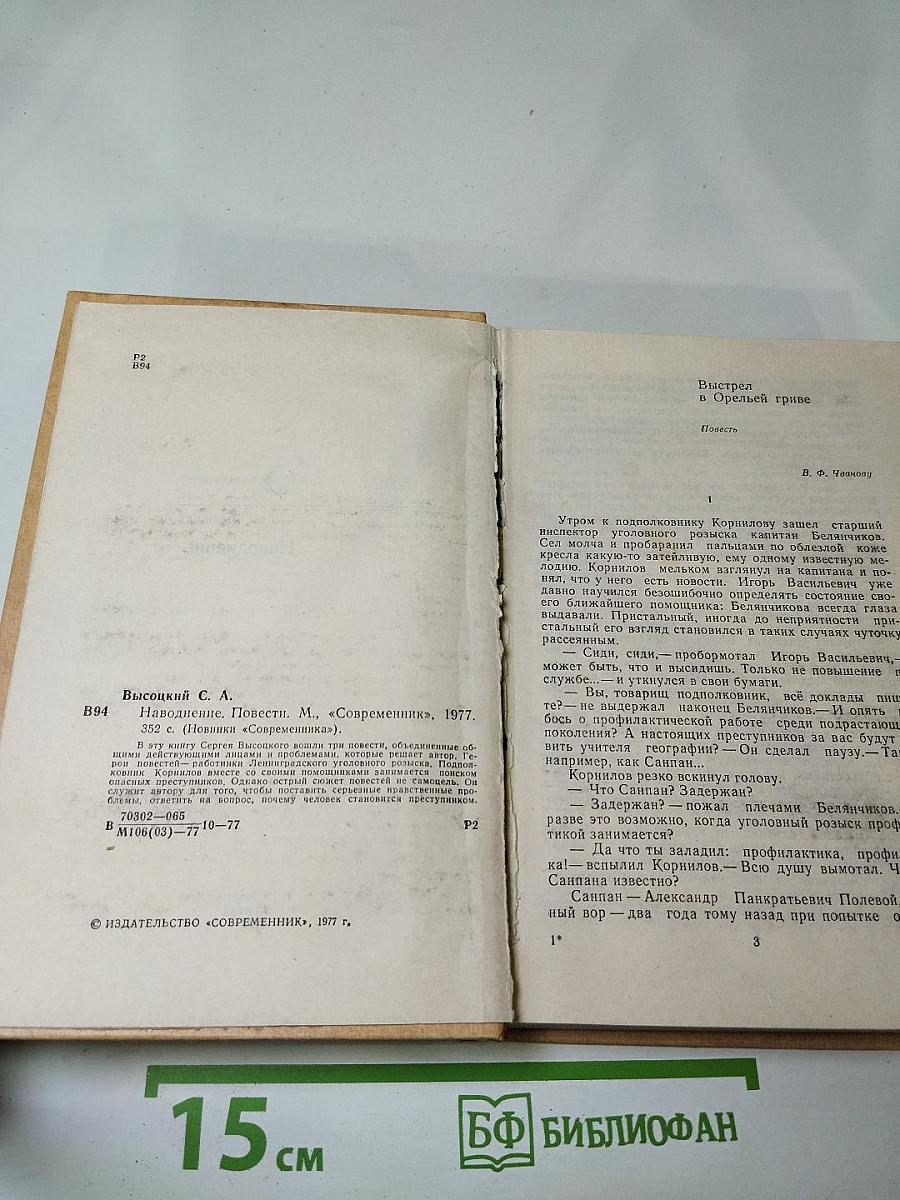 Р2
В94
Высоцкий С. А.
В94 Наводнение. Повести. М., «Современник», 1977.
352 с. (Новинки «Современника»).
В эту книгу Сергея Высоцкого вошли три повести, объединенные об-
щими действующими лицами и проблемами, которые решает автор. Ге-
рои повестей—работники Ленинградского уголовного розыска. Подпол-
ковник Корнилов вместе со своими помощниками занимается поиском
опасных преступников. Однако острый сюжет повестей не самоцель. Он
служит автору для того, чтобы поставить серьезные нравственные про-
блемы, ответить на вопрос, почему человек становится преступником.
70302—065
В М106(03)—77 10—77 Р2
© ИЗДАТЕЛЬСТВО «СОВРЕМЕННИК», 1977 г.
Выстрел
в Орельей гриве
Повесть
В. Ф. Чванову
1
Утром к подполковнику Корнилову зашел старший
инспектор уголовного розыска капитан Белянчиков.
Сел молча и пробаранил пальцами по облезлой коже
кресла какую-то затейливую, ему одному известную ме-
лодию. Корнилов мельком взглянул на капитана и по-
нял, что у него есть новости. Игорь Васильевич уже
давно научился безошибочно определять состояние сво-
его ближайшего помощника: Белянчикова всегда глаза
выдавали. Пристальный, иногда до неприятности при-
стальный его взгляд становился в таких случаях чуточку
рассеянным.
— Сиди, сиди,— пробормотал Игорь Васильевич,—
может быть, что и высидишь. Только не повышение п
службе...— и уткнулся в свои бумаги.
— Вы, товарищ подполковник, всё доклады пиш
те?— не выдержал наконец Белянчиков.— И опять
бось о профилактической работе среди подрастающ
поколения? А настоящих преступников за вас будут
вить учителя географии? — Он сделал паузу.— Та
например, как Санпан...
Корнилов резко вскинул голову.
— Что Санпан? Задержан?
— Задержан? — пожал плечами Белянчиков.
разве это возможно, когда уголовный розыск проф
тикой занимается?
— Да что ты заладил: профилактика, профи
ка!— вспылил Корнилов.— Всю душу вымотал. Ч
Санпана известно?
Санпан — Александр Панкратьевич Полевой,
ный вор — два года тому назад при попытке о
1* 3
15 см
БФ БИБЛИОФАН